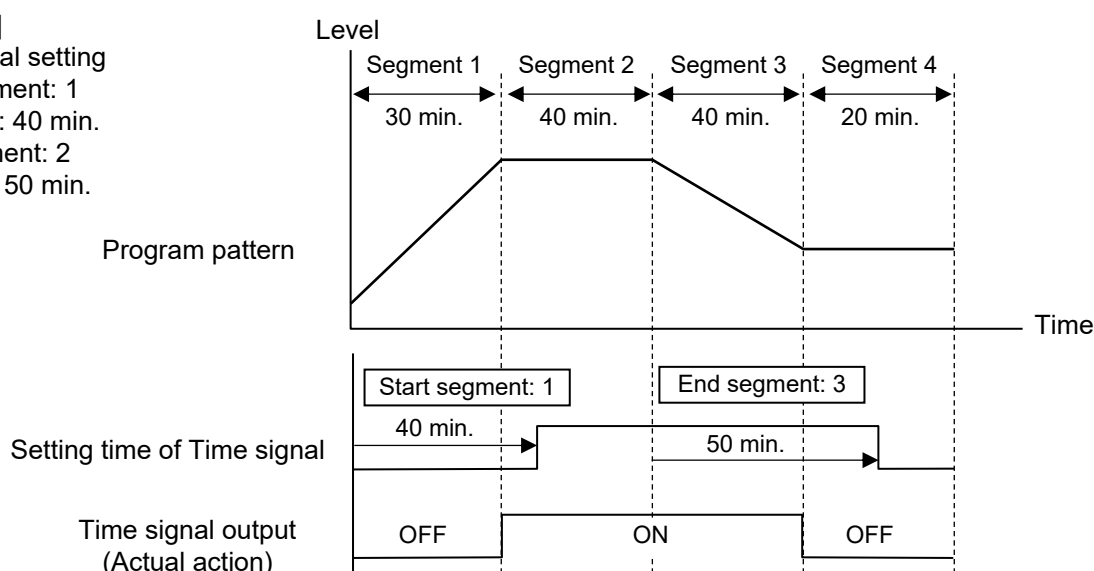 al setting
ment: 1
: 40 min.
ment: 2
50 min.
Level
Segment 1 Segment 2 Segment 3 Segment 4
30 min. 40 min. 40 min. 20 min.
Program pattern
Time
Start segment: 1 End segment: 3
40 min. 50 min.
Setting time of Time signal
Time signal output
OFF ON OFF
(Actual action)